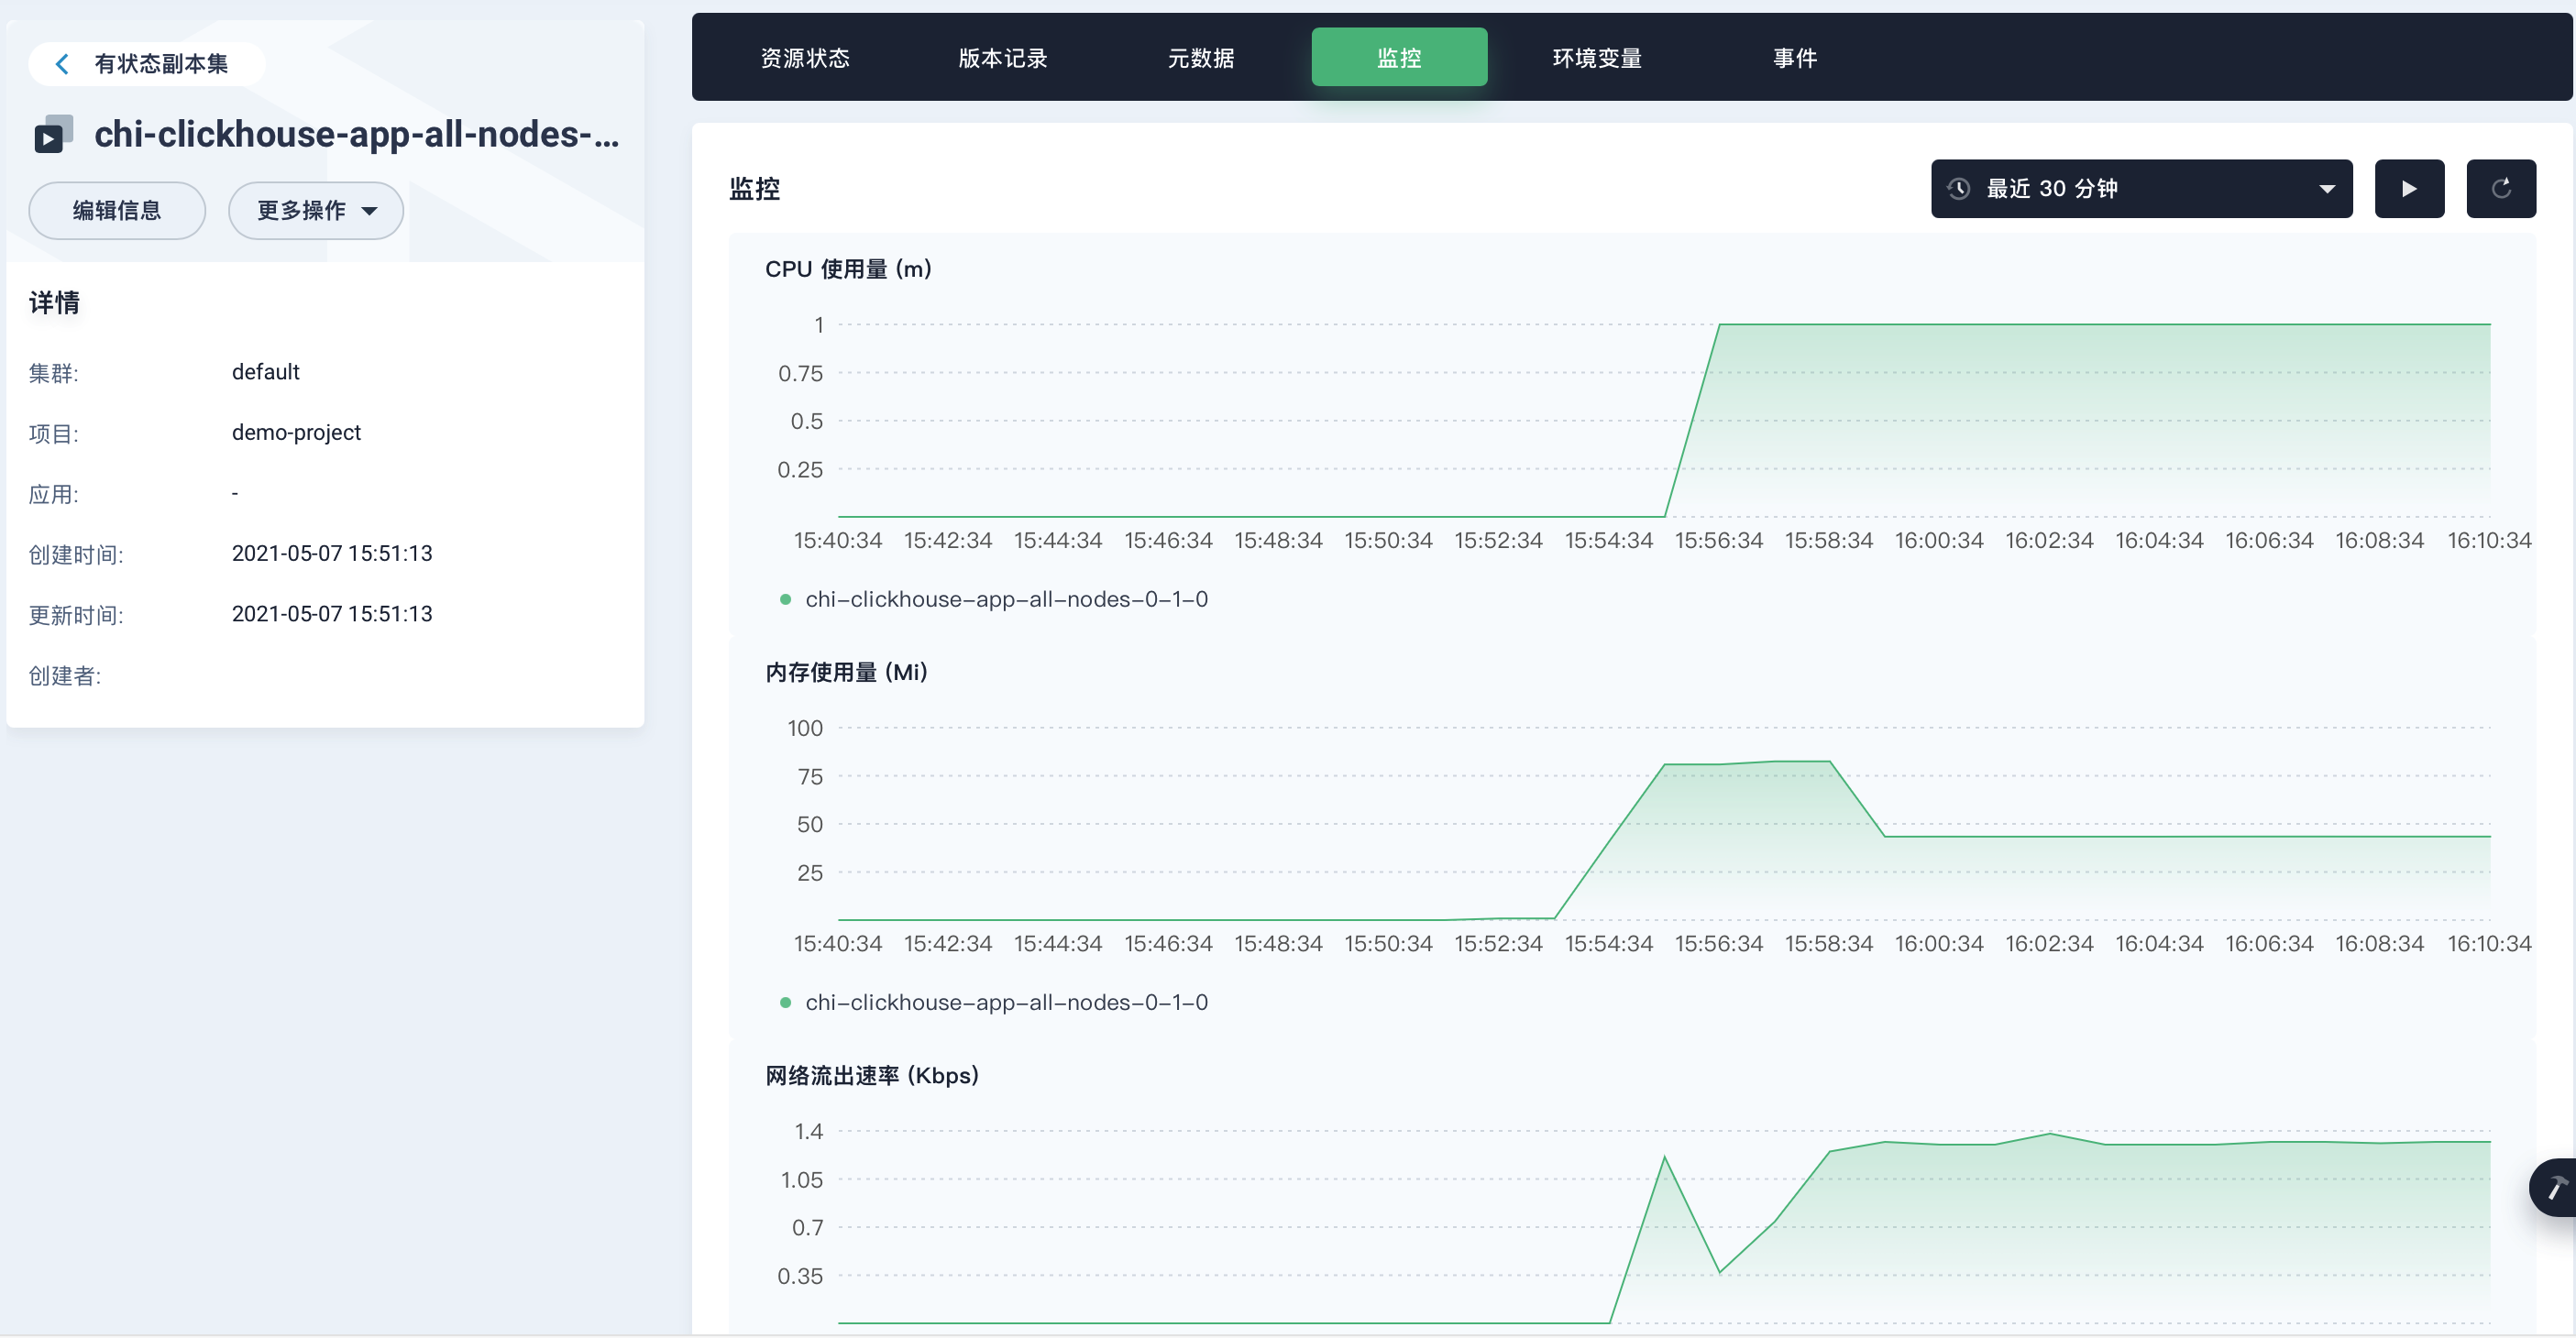 有状态副本集
chi-clickhouse-app-all-nodes-...
编辑信息
更多操作
详情
集群: default
项目: demo-project
应用: -
创建时间: 2021-05-07 15:51:13
更新时间: 2021-05-07 15:51:13
创建者:
资源状态 版本记录 元数据 监控 环境变量 事件
监控
最近 30 分钟
CPU 使用量 (m)
1
0.75
0.5
0.25
15:40:34 15:42:34 15:44:34 15:46:34 15:48:34 15:50:34 15:52:34 15:54:34 15:56:34 15:58:34 16:00:34 16:02:34 16:04:34 16:06:34 16:08:34 16:10:34
chi-clickhouse-app-all-nodes-0-1-0
内存使用量 (Mi)
100
75
50
25
15:40:34 15:42:34 15:44:34 15:46:34 15:48:34 15:50:34 15:52:34 15:54:34 15:56:34 15:58:34 16:00:34 16:02:34 16:04:34 16:06:34 16:08:34 16:10:34
chi-clickhouse-app-all-nodes-0-1-0
网络流出速率 (Kbps)
1.4
1.05
0.7
0.35